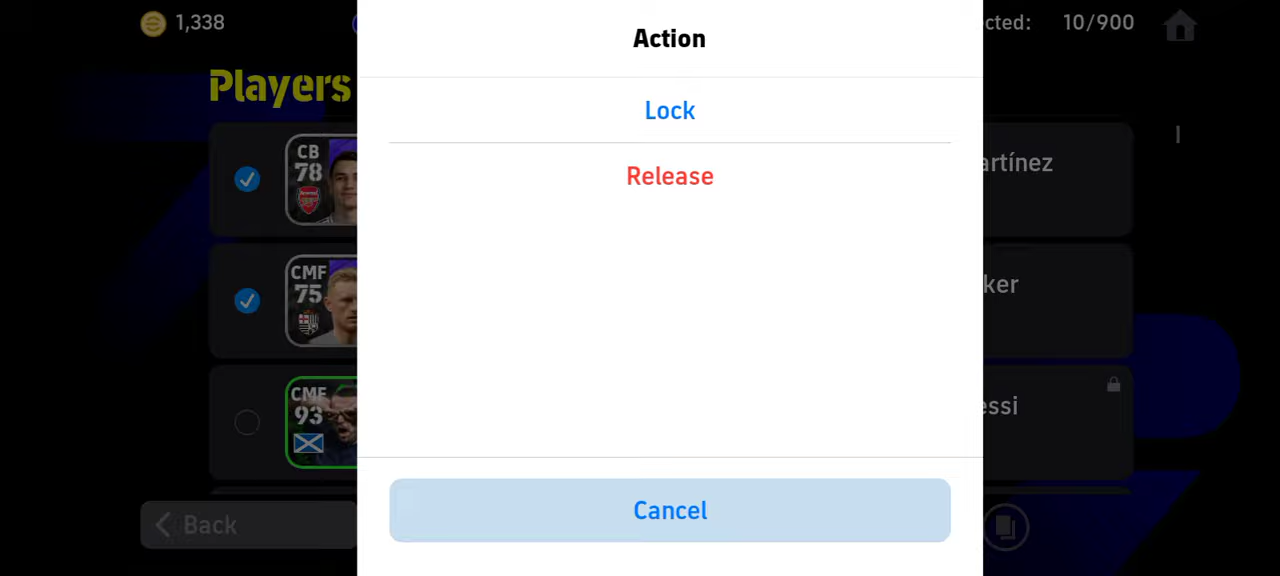 1,338
Action
cted: 10/900
Players
Lock
CB
78
artínez
Release
CMF
75
ker
CMF
93
essi
Cancel
Back